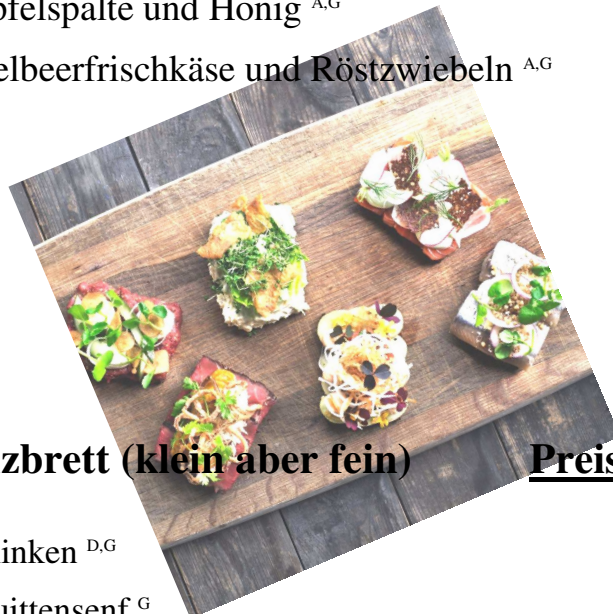 pfelspalte und Honig A,G
elbeerfrischkäse und Röstzwiebeln A,G
zbrett (klein aber fein) Preis
inken D,G
uittensenf G